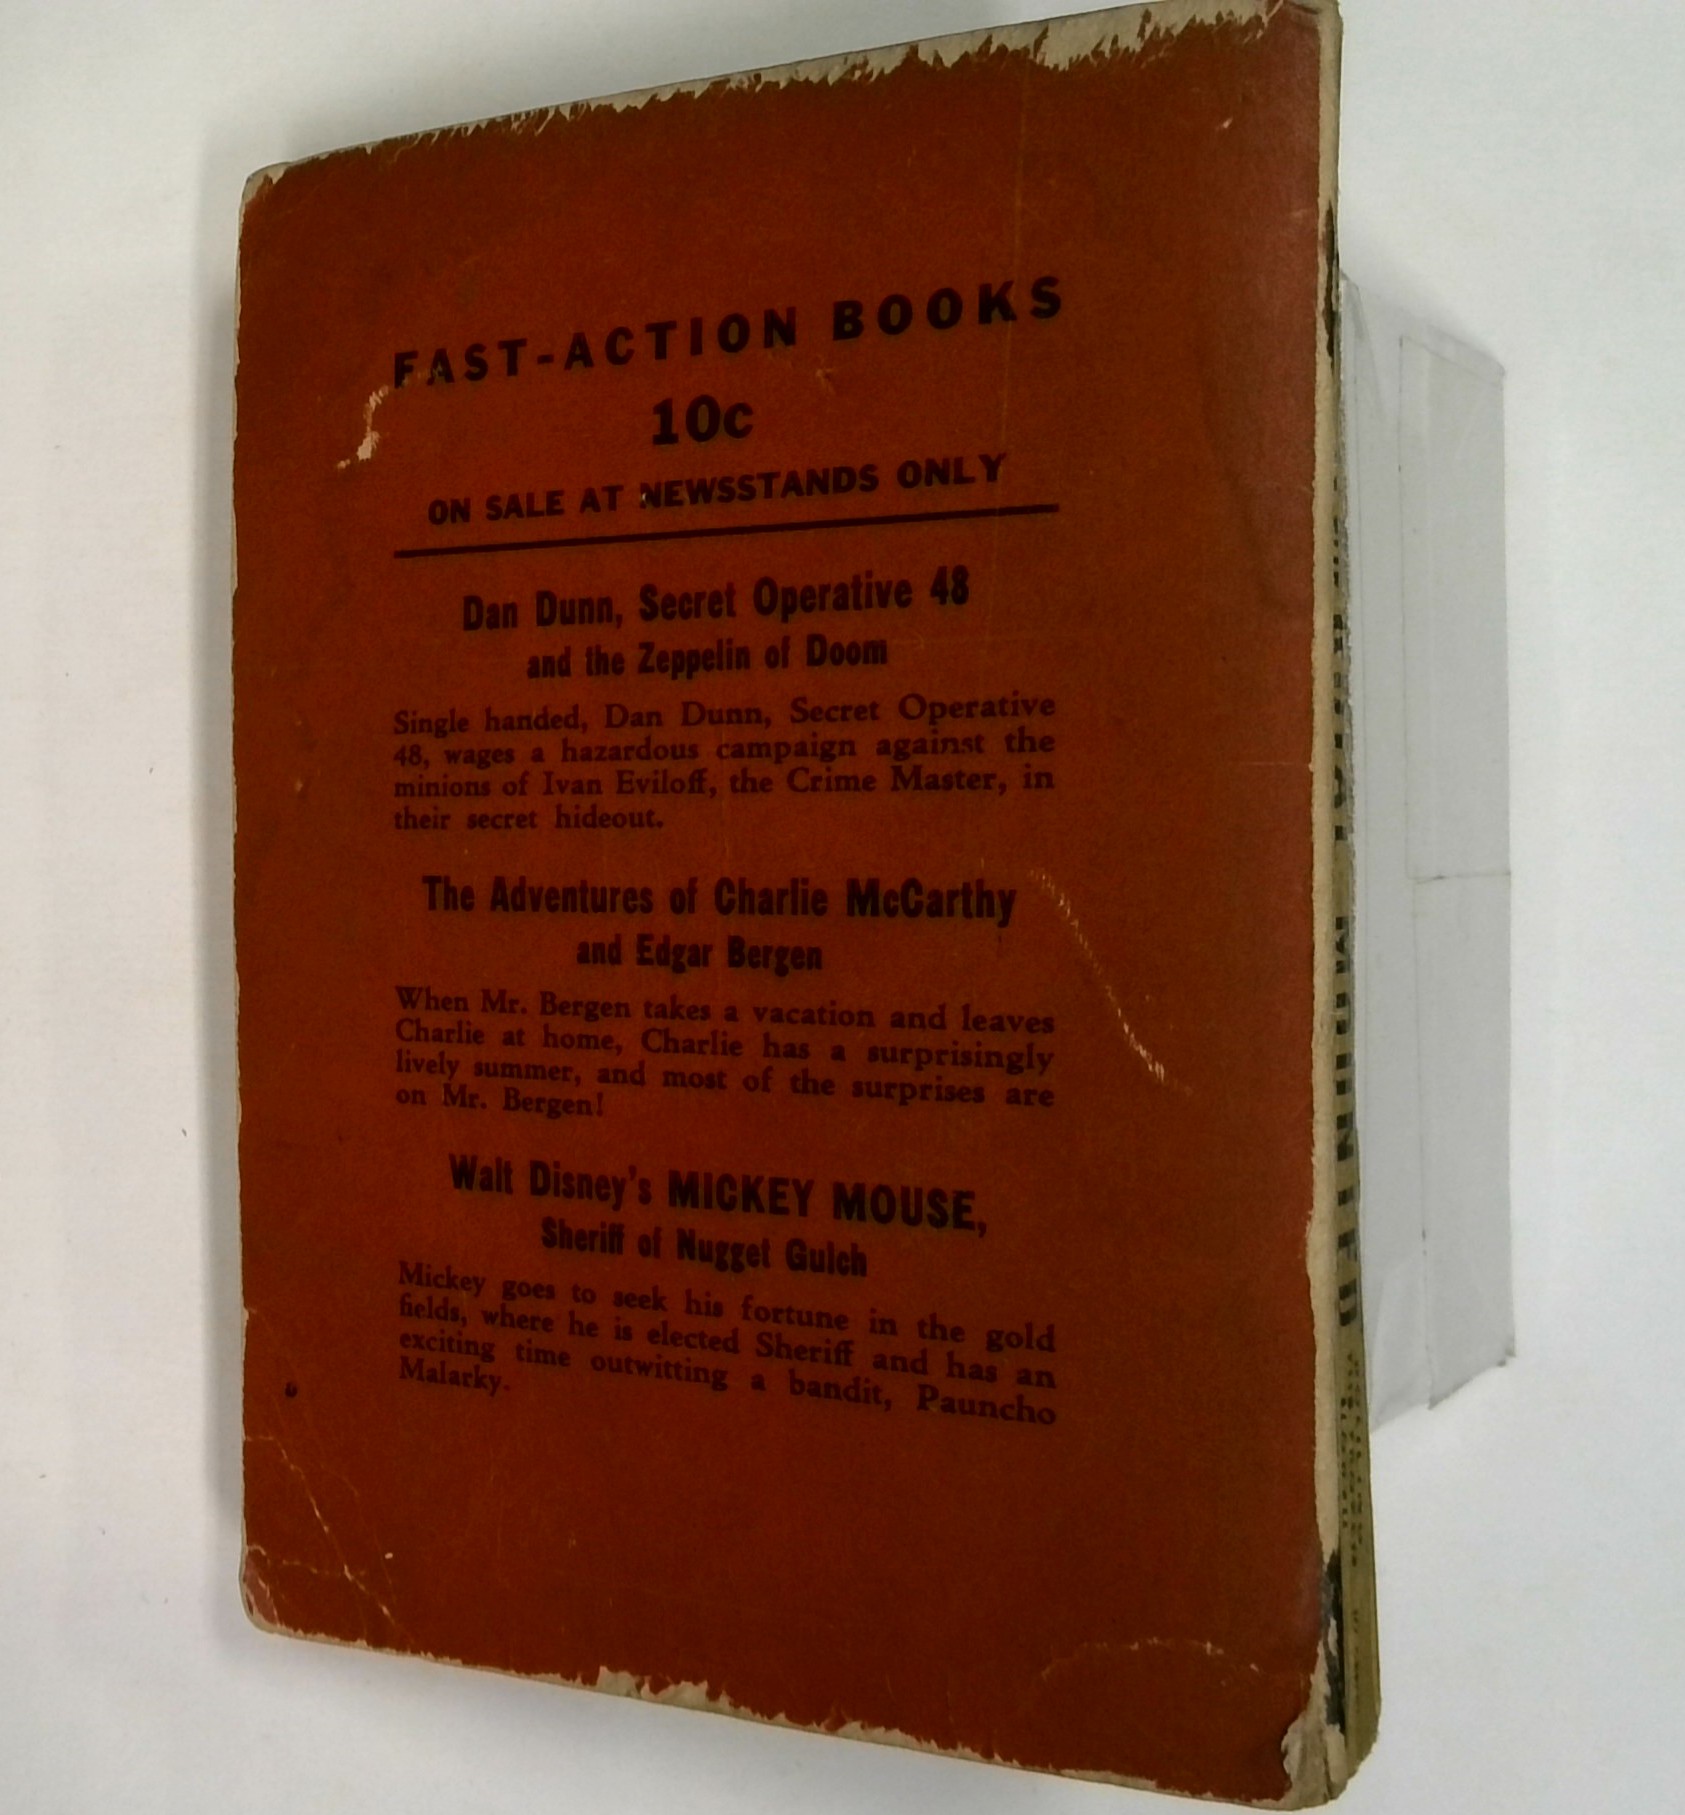 FAST-ACTION BOOKS
10c
ON SALE AT NEWSSTANDS ONLY
Dan Dunn, Secret Operative 48
and the Zeppelin of Doom
Single handed, Dan Dunn, Secret Operative
48, wages a hazardous campaign against the
minions of Ivan Eviloff, the Crime Master, in
their secret hideout.
The Adventures of Charlie McCarthy
and Edgar Bergen
When Mr. Bergen takes a vacation and leaves
Charlie at home, Charlie has a surprisingly
lively summer, and most of the surprises are
on Mr. Bergen!
Walt Disney's MICKEY MOUSE,
Sheriff of Nugget Gulch
Mickey goes to seek his fortune in the gold
fields, where he is elected Sheriff and has an
exciting time outwitting a bandit, Pauncho
Malarky.